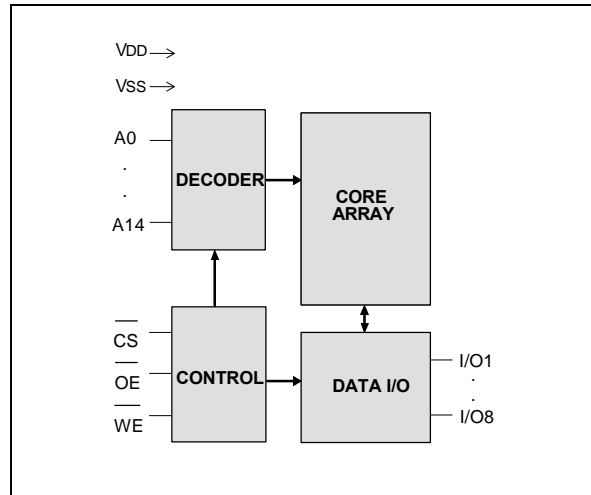 VDD
VSS
A0
.
.
A14
DECODER
CORE
ARRAY
CS
OE
WE
CONTROL
DATA I/O
I/O1
.
.
I/O8